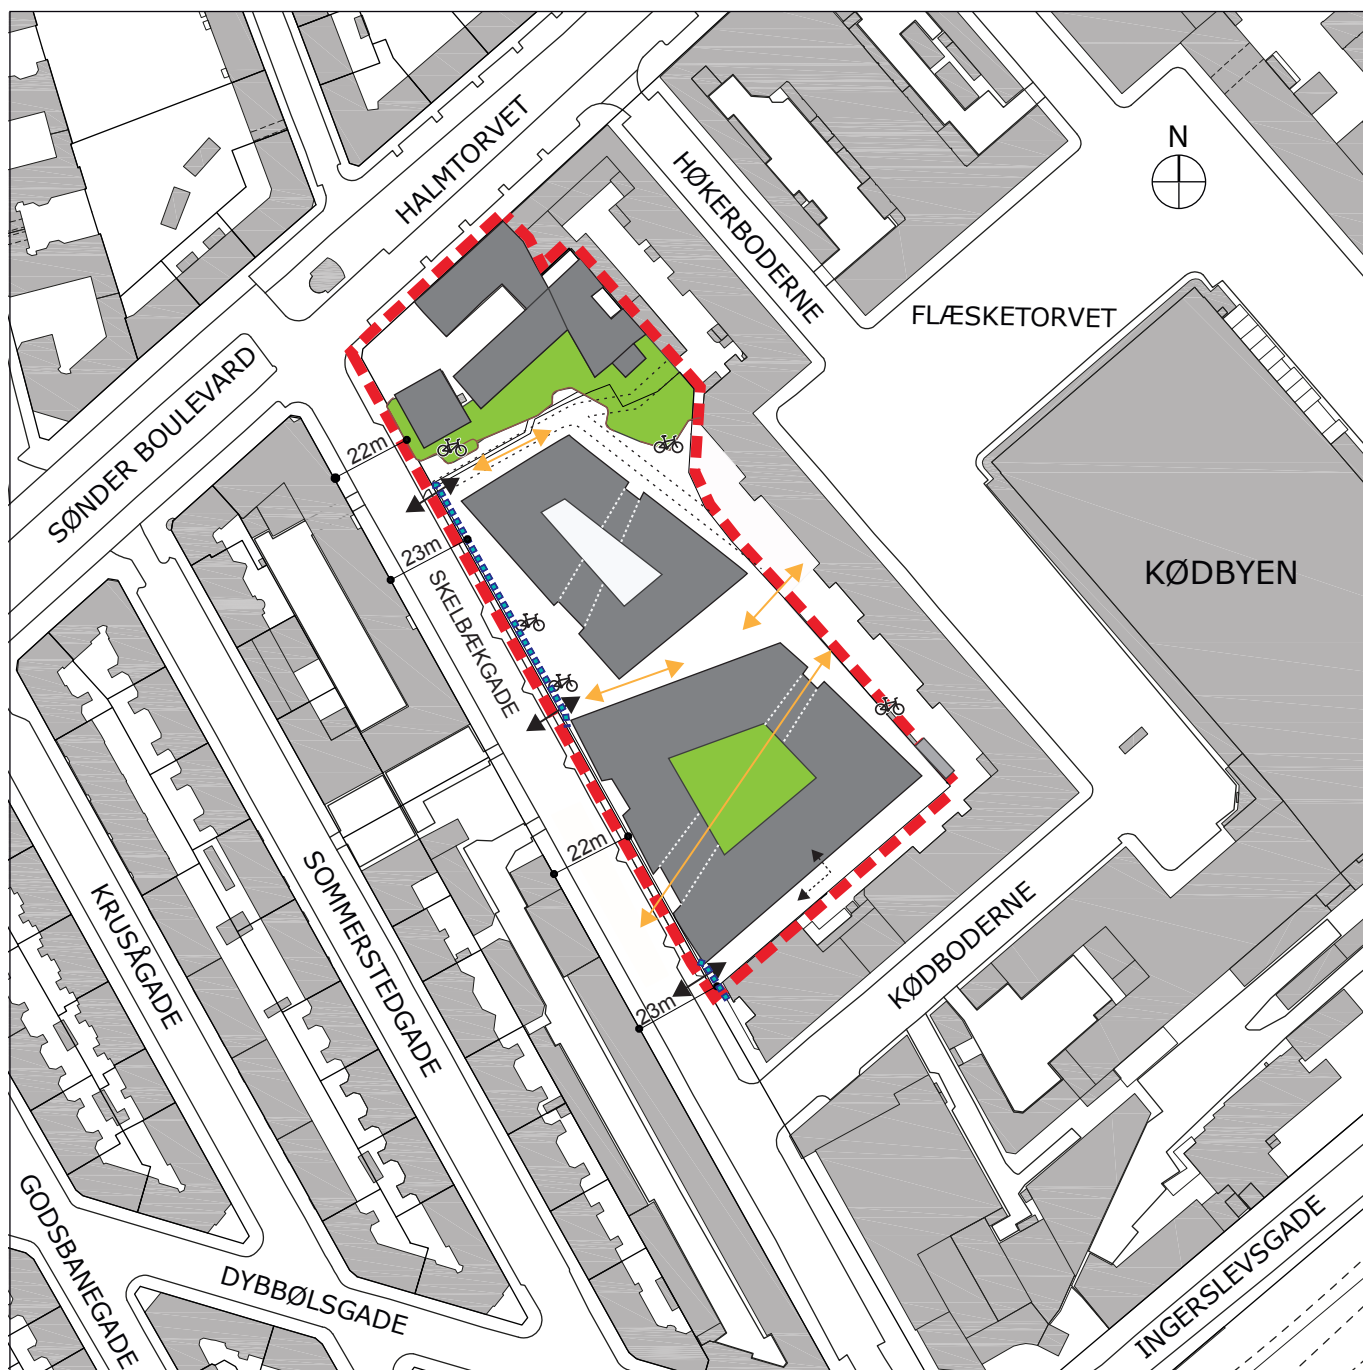 HALMTORVET
N
HØKERBODERNE
FLÆSKETORVET
SØNDER BOULEVARD
22m
23m
SKELBÆKGADE
KØDBYEN
22m
KRUSÅGADE
SOMMERSTEDGADE
KØDBODERNE
23m
GODSBANEGADE
DYBBØLSGADE
INGERSLEVSGADE